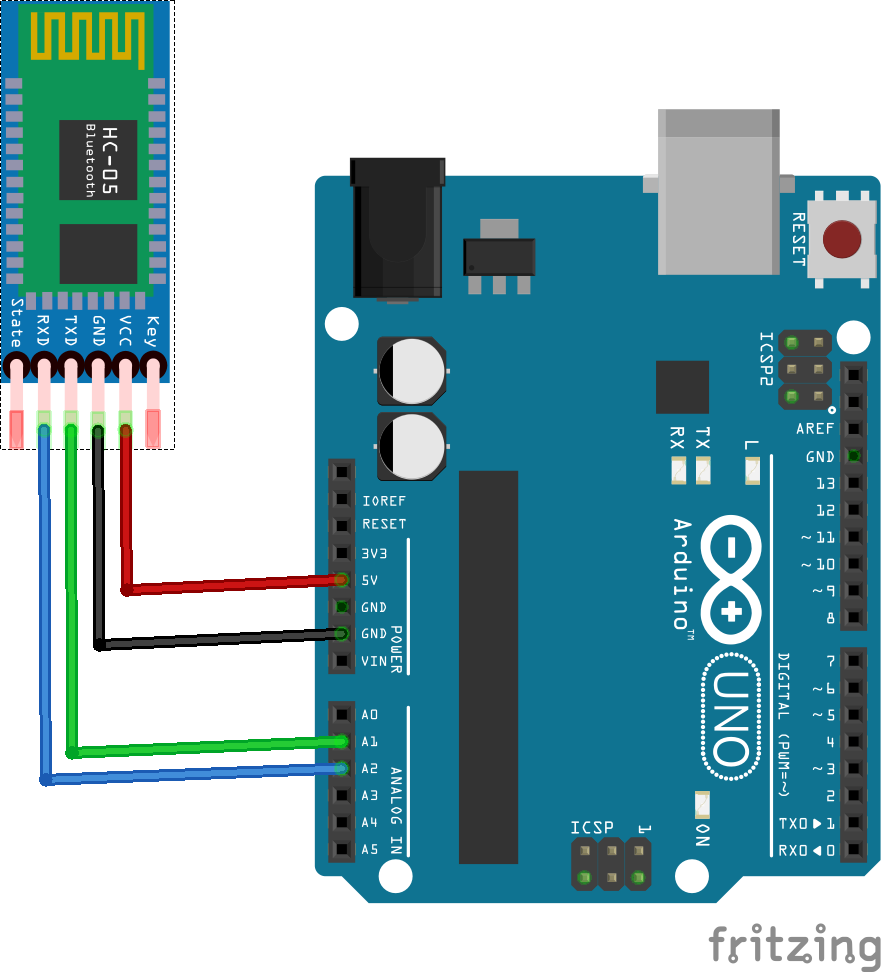 HC-05
Bluetooth
State
RXD
TXD
GND
VCC
Key
RESET
ICSP2
IOREF
RESET
3V3
5V
GND
GND
VIN
POWER
A0
A1
A2
A3
A4
A5
ANALOG IN
RX
TX
L
Arduino™
UNO
ON
ICSP
1
AREF
GND
13
12
~11
~10
~9
8
7
~6
~5
4
~3
2
TX0▶1
RX0◀0
DIGITAL (PWM=~)
fritzing